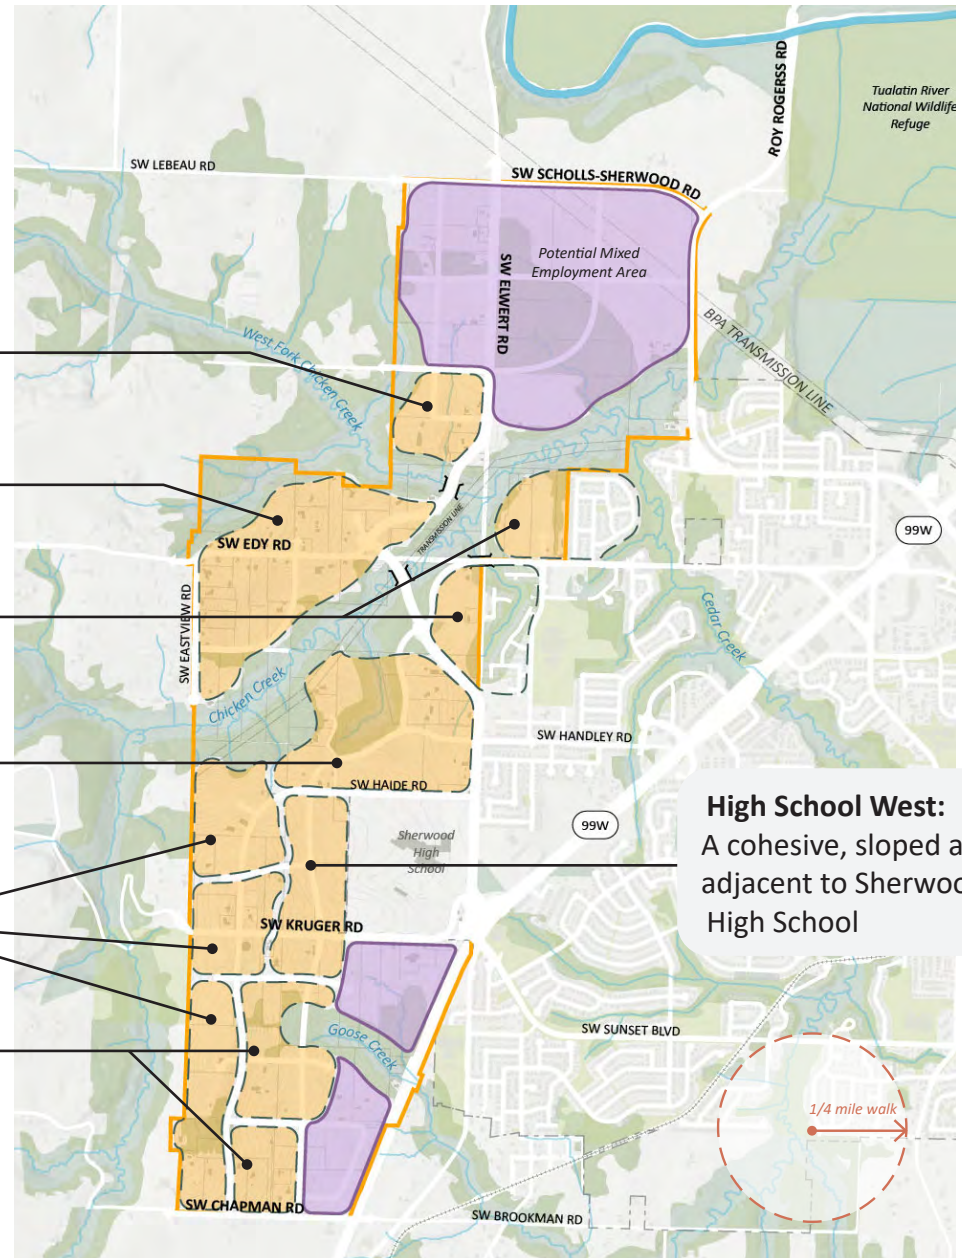 Tualatin River
National Wildlife
Refuge
ROY ROGERSS RD
SW LEBEAU RD
SW SCHOLLS-SHERWOOD RD
Potential Mixed
Employment Area
SW ELWERT RD
BPA TRANSMISSION LINE
West Fork Chicken Creek
99W
TRANSMISSION LINE
SW EDY RD
SW EASTVIEW RD
Cedar Creek
Chicken Creek
SW HANDLEY RD
SW HAIDE RD
99W
Sherwood
High
School
High School West:
A cohesive, sloped a
adjacent to Sherwoo
High School
SW KRUGER RD
Goose Creek
SW SUNSET BLVD
1/4 mile walk
SW CHAPMAN RD
SW BROOKMAN RD